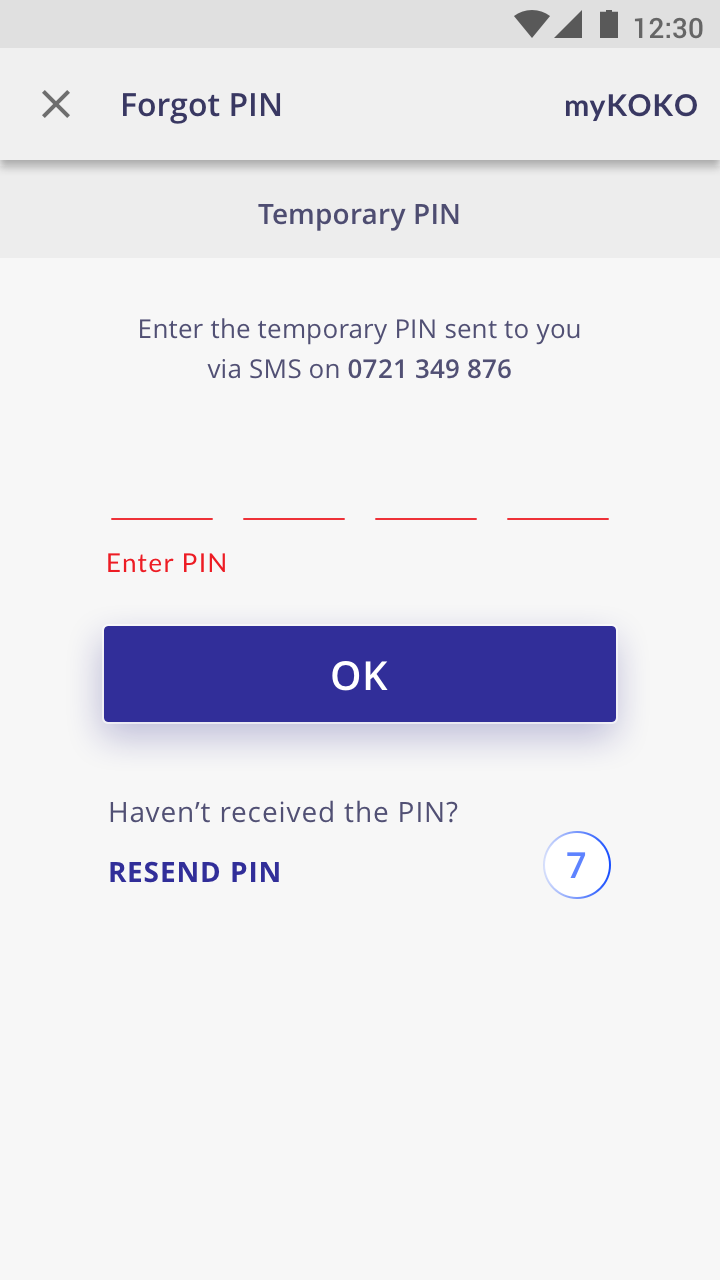 12:30
Forgot PIN
myKOKO
Temporary PIN
Enter the temporary PIN sent to you
via SMS on 0721 349 876
Enter PIN
OK
Haven’t received the PIN?
RESEND PIN
7